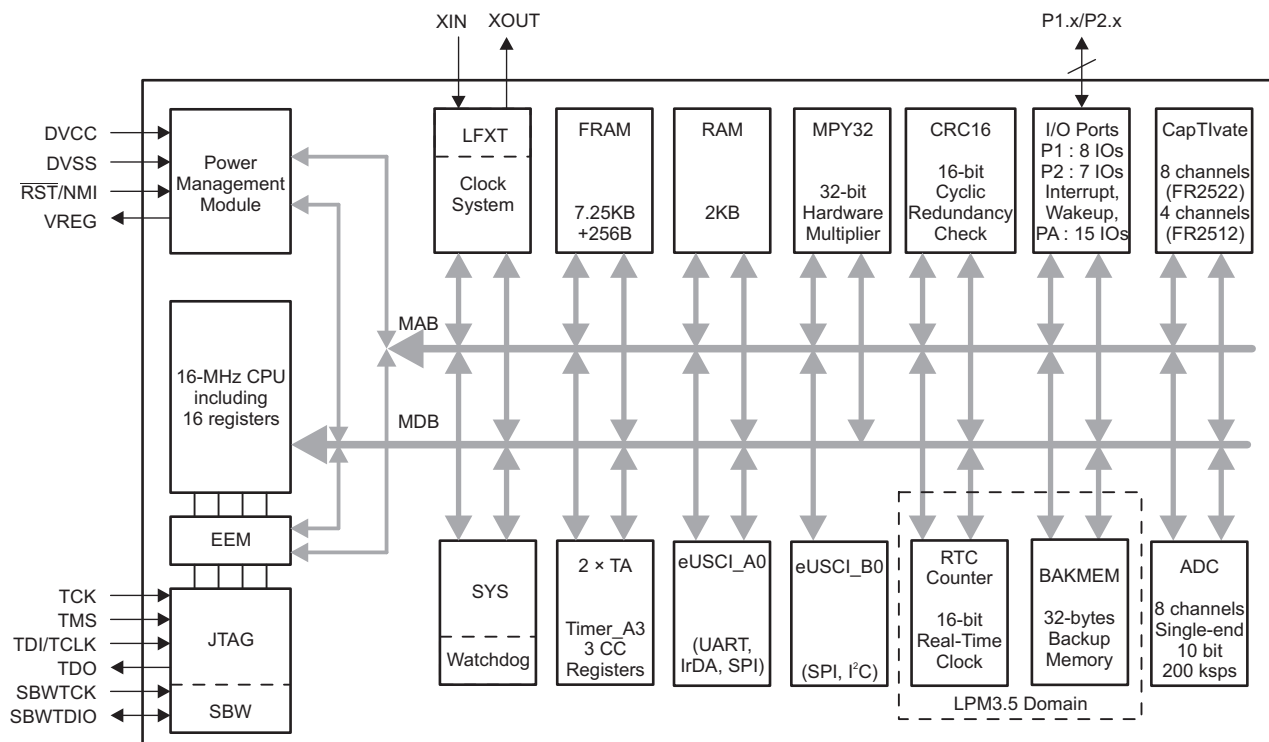 XIN
XOUT
P1.x/P2.x
DVCC
DVSS
RST/NMI
VREG
Power
Management
Module
LFXT
Clock
System
FRAM
7.25KB
+256B
RAM
2KB
MPY32
32-bit
Hardware
Multiplier
CRC16
16-bit
Cyclic
Redundancy
Check
I/O Ports
P1 : 8 IOs
P2 : 7 IOs
Interrupt,
Wakeup,
PA : 15 IOs
CapTIvate
8 channels
(FR2522)
4 channels
(FR2512)
MAB
16-MHz CPU
including
16 registers
MDB
EEM
TCK
TMS
TDI/TCLK
TDO
SBWTCK
SBWTDIO
JTAG
SBW
SYS
Watchdog
2 × TA
Timer_A3
3 CC
Registers
eUSCI_A0
(UART,
IrDA, SPI)
eUSCI_B0
(SPI, I²C)
RTC
Counter
16-bit
Real-Time
Clock
BAKMEM
32-bytes
Backup
Memory
LPM3.5 Domain
ADC
8 channels
Single-end
10 bit
200 ksps